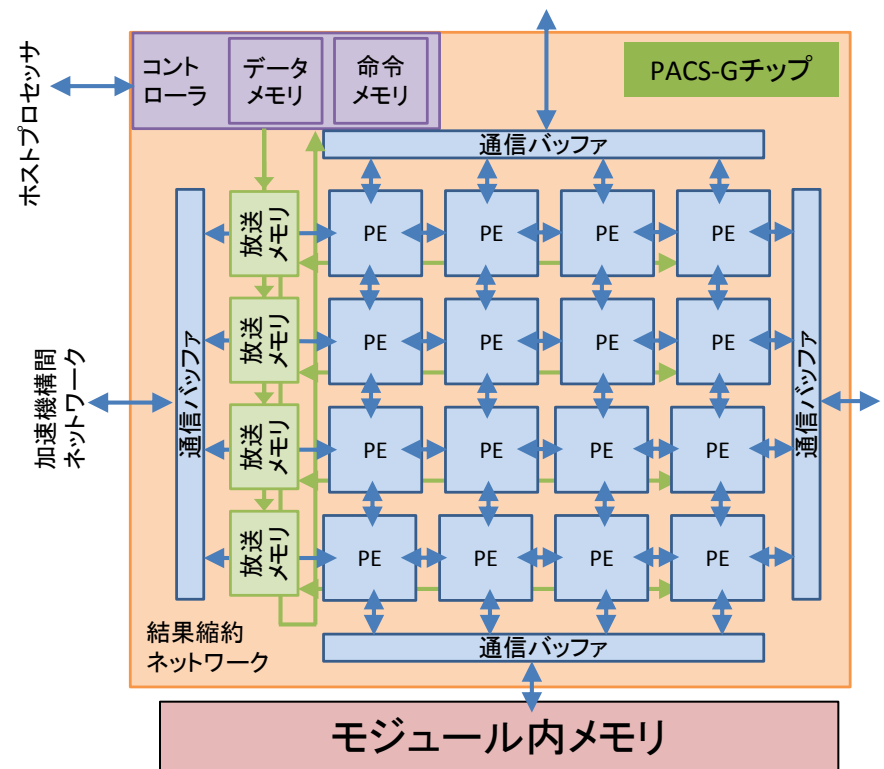 コント
ローラ
データ
メモリ
命令
メモリ
PACS-Gチップ
ホストプロセッサ
通信バッファ
放送
メモリ
PE
PE
PE
PE
放送
メモリ
PE
PE
PE
PE
加速機構間
ネットワーク
通信バッファ
通信バッファ
放送
メモリ
PE
PE
PE
PE
放送
メモリ
PE
PE
PE
PE
結果縮約
ネットワーク
通信バッファ
モジュール内メモリ